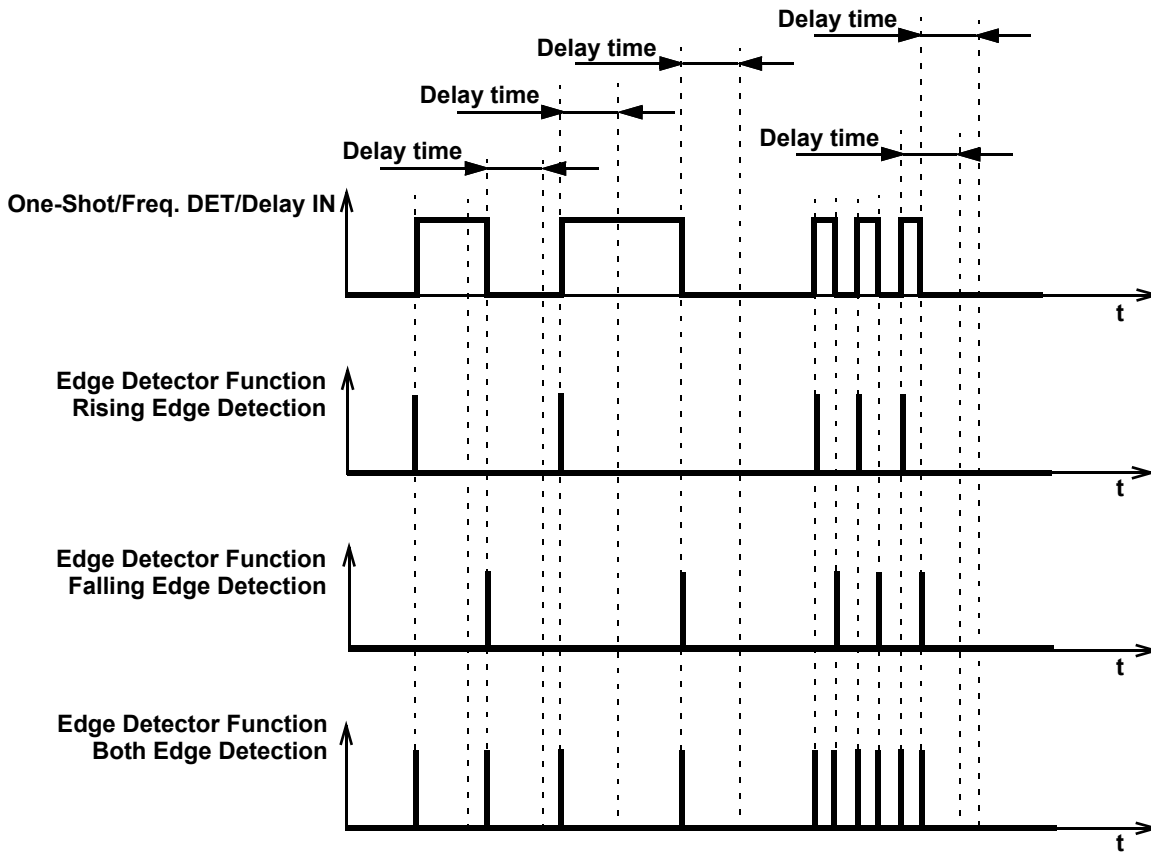 Delay time
Delay time
Delay time
Delay time
Delay time
One-Shot/Freq. DET/Delay IN
t
Edge Detector Function
Rising Edge Detection
t
Edge Detector Function
Falling Edge Detection
t
Edge Detector Function
Both Edge Detection
t